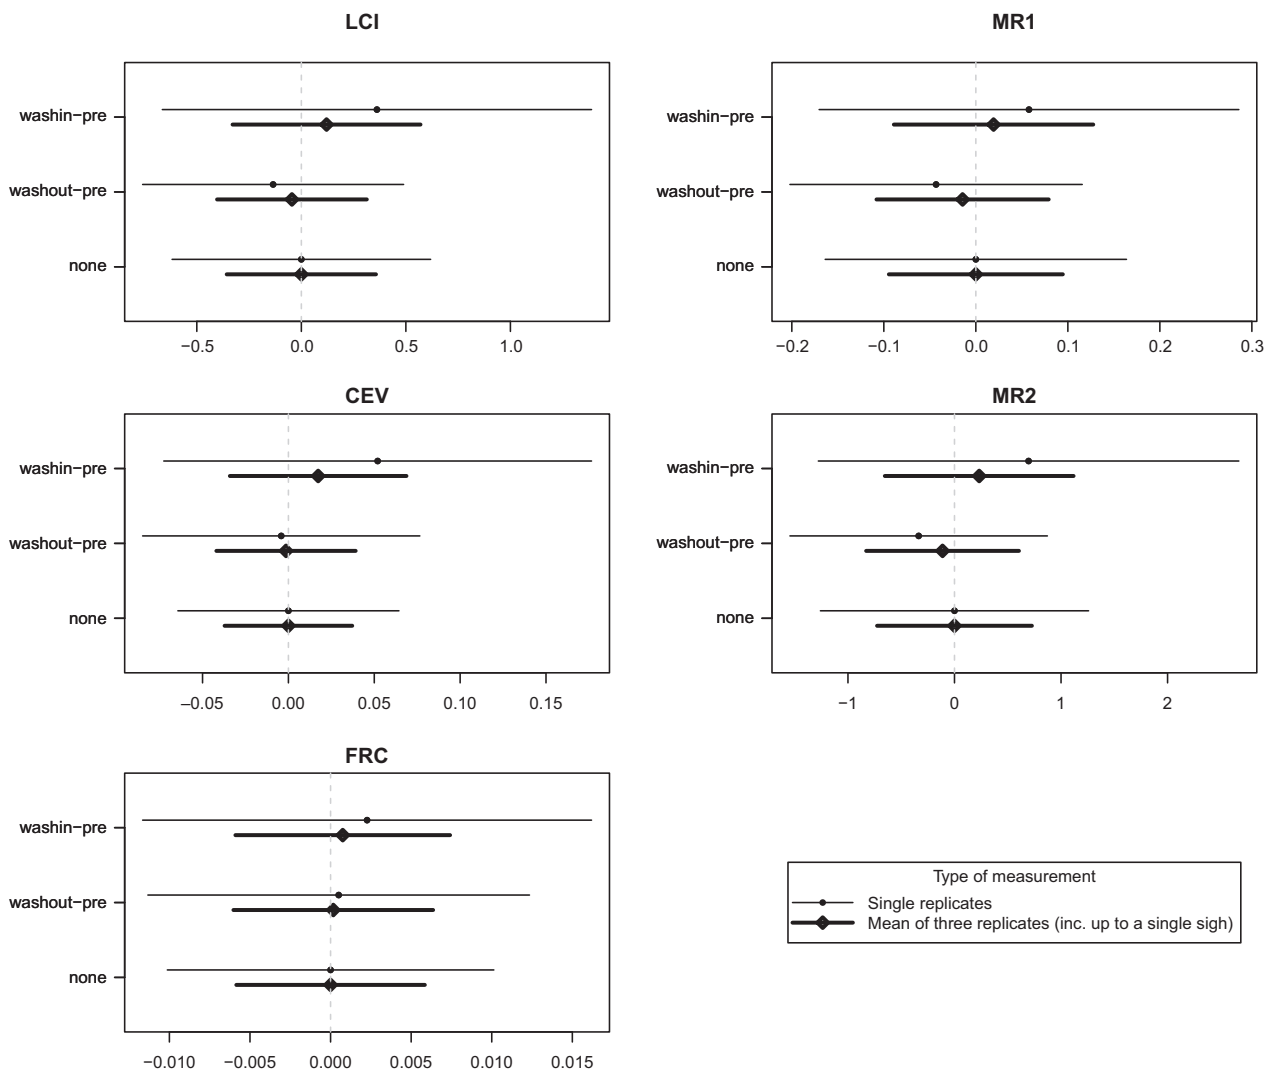 LCI
washin−pre
washout−pre
none
−0.5 0.0 0.5 1.0
MR1
washin−pre
washout−pre
none
−0.2 −0.1 0.0 0.1 0.2 0.3
CEV
washin−pre
washout−pre
none
−0.05 0.00 0.05 0.10 0.15
MR2
washin−pre
washout−pre
none
−1 0 1 2
FRC
washin−pre
washout−pre
none
−0.010 −0.005 0.000 0.005 0.010 0.015
Type of measurement
Single replicates
Mean of three replicates (inc. up to a single sigh)